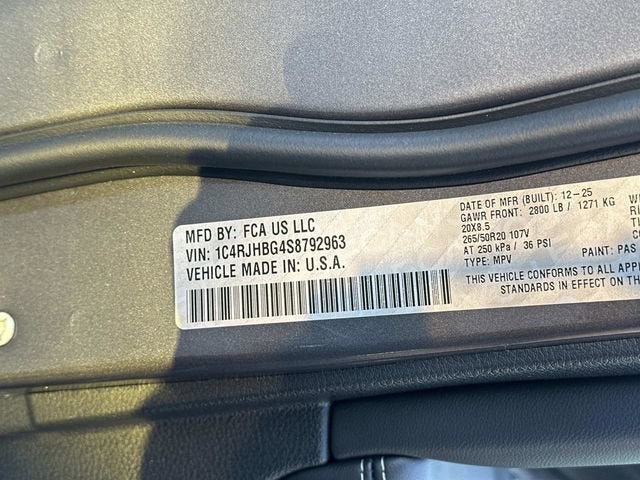 MFD BY: FCA US LLC
VIN: 1C4RJHBG4S8792963
VEHICLE MADE IN: U.S.A.
DATE OF MFR (BUILT): 12-25
GAWR FRONT: 2800 LB / 1271 KG
20X8.5
265/50R20 107V
AT 250 KPA / 36 PSI
TYPE: MPV
PAINT: PAS
THIS VEHICLE CONFORMS TO ALL APP
STANDARDS IN EFFECT ON THE